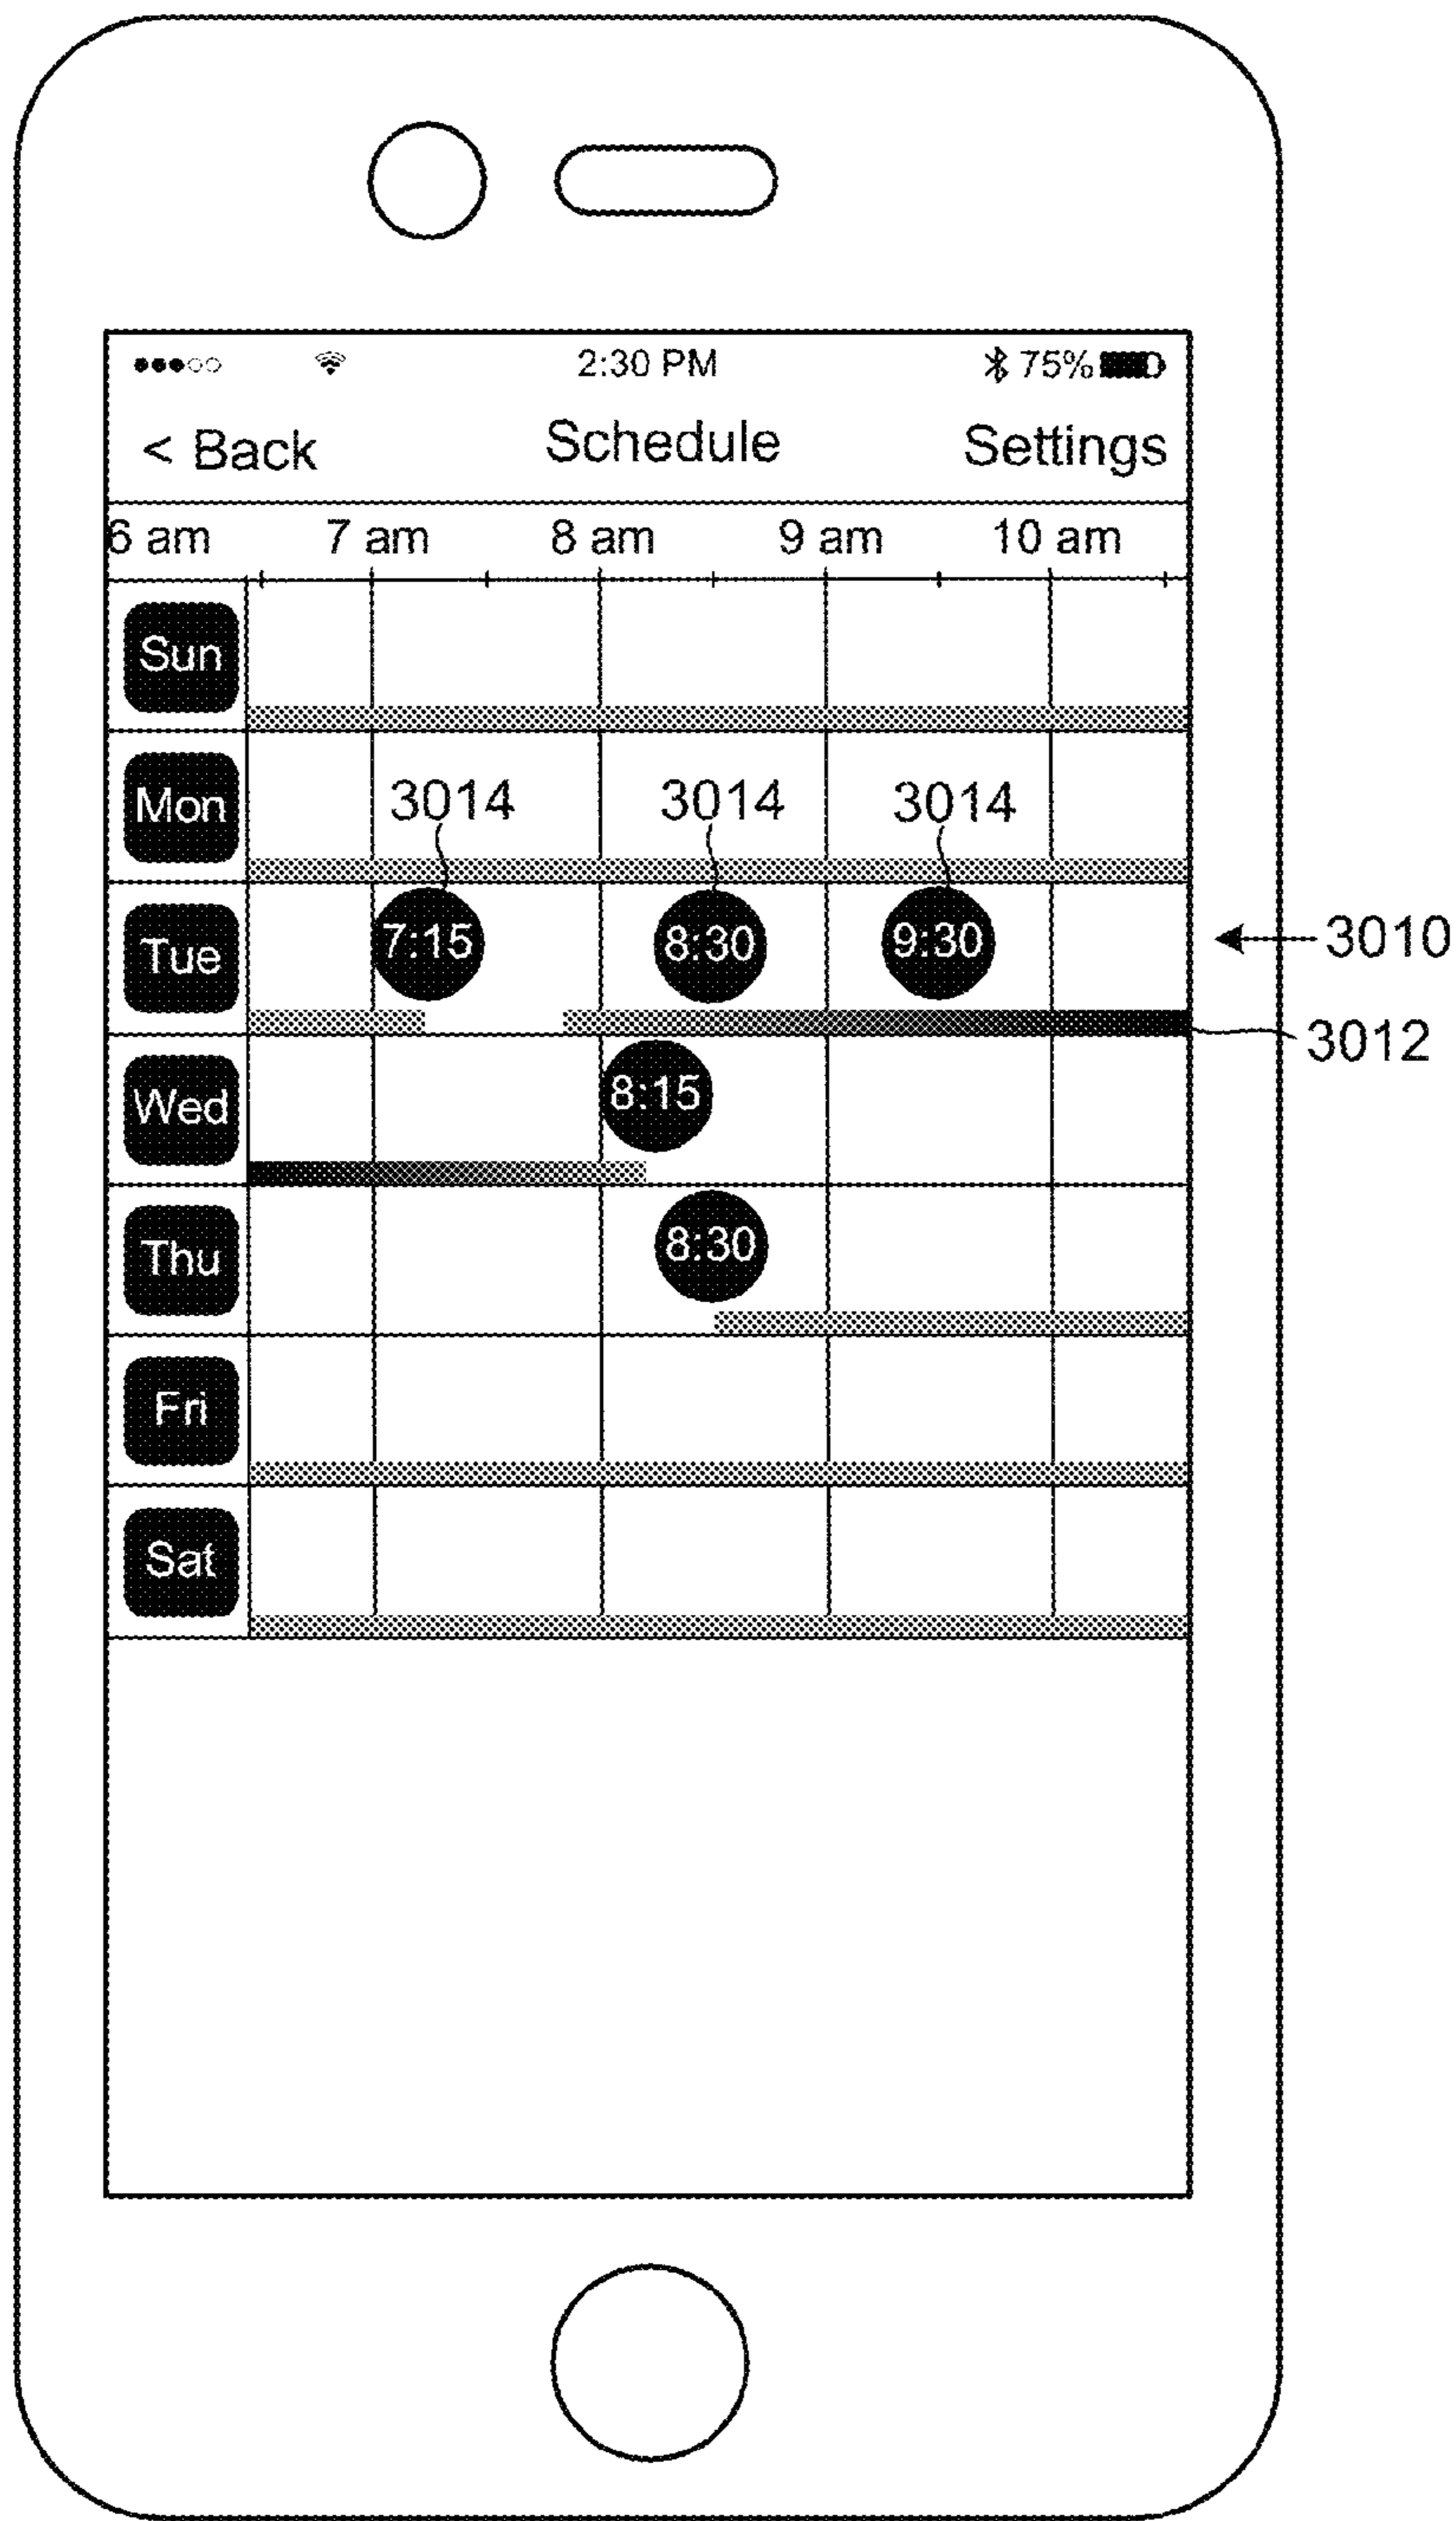 2:30 PM 75%
< Back Schedule Settings
6 am 7 am 8 am 9 am 10 am
Sun
Mon 3014 3014 3014
Tue 7:15 8:30 9:30 3010
3012
Wed 8:15
Thu 8:30
Fri
Sat